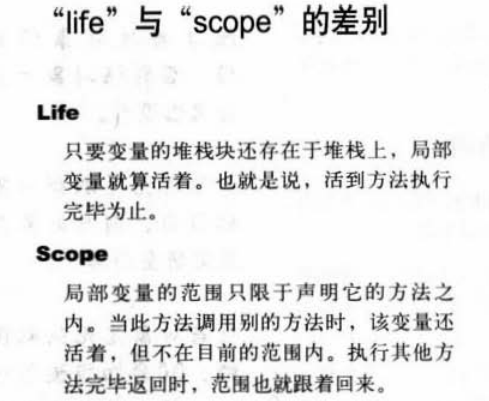 “life”与“scope”的差别
Life
只要变量的堆栈块还存在于堆栈上，局部
变量就算活着。也就是说，活到方法执行
完毕为止。
Scope
局部变量的范围只限于声明它的方法之
内。当此方法调用别的方法时，该变量还
活着，但不在目前的范围内。执行其他方
法完毕返回时，范围也就跟着回来。